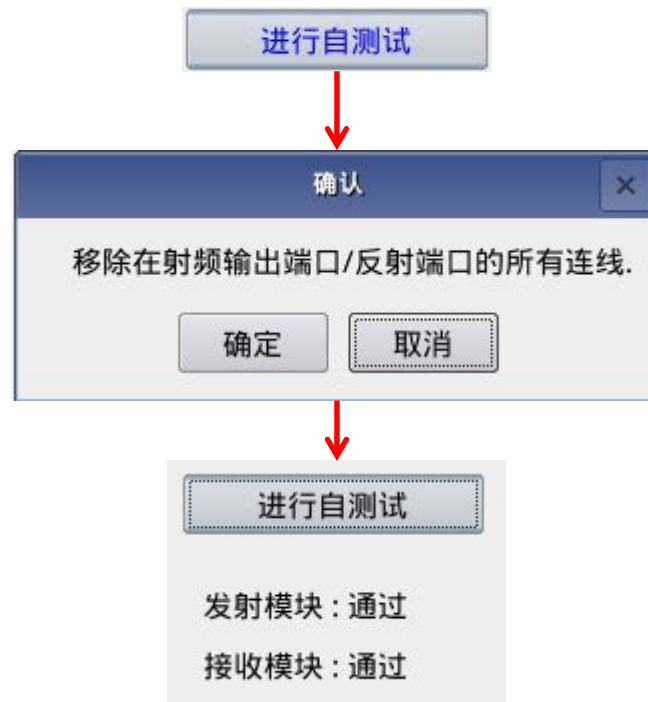 进行自测试
确认
移除在射频输出端口/反射端口的所有连线.
确定 取消
进行自测试
发射模块 : 通过
接收模块 : 通过